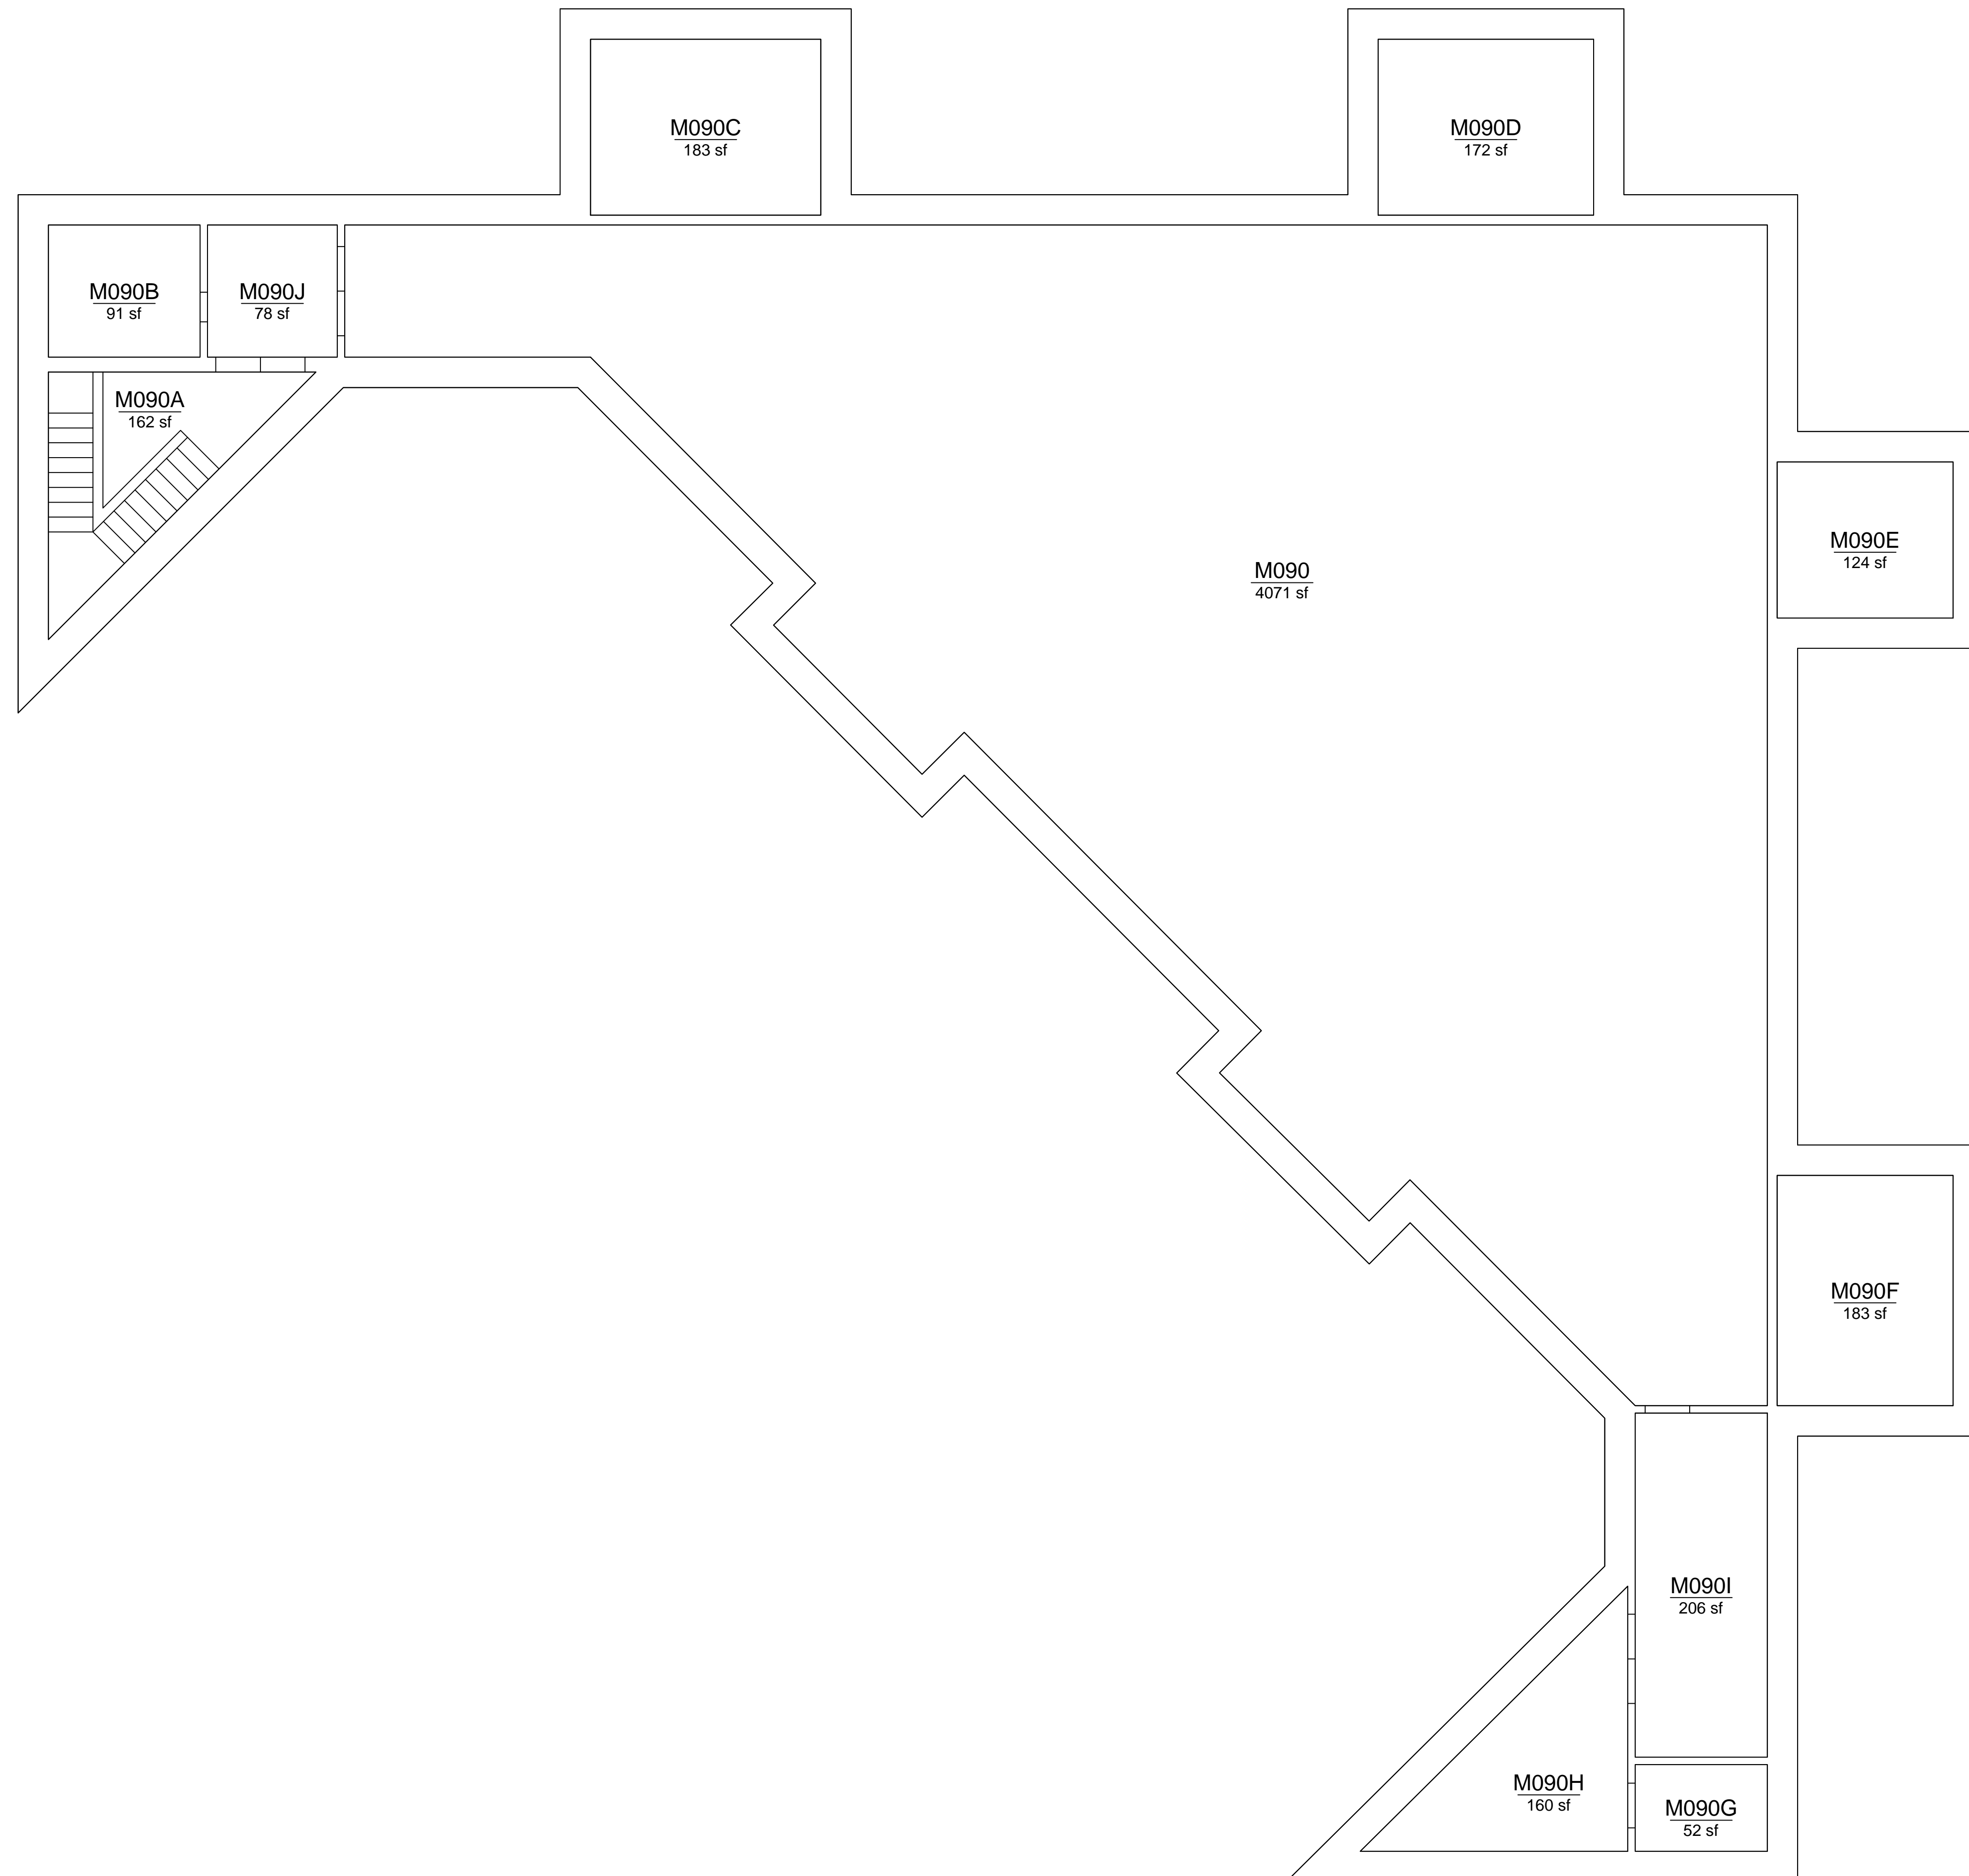 M090C
183 sf
M090D
172 sf
M090B
91 sf
M090J
78 sf
M090A
162 sf
M090E
124 sf
M090
4071 sf
M090F
183 sf
M090I
206 sf
M090H
160 sf
M090G
52 sf